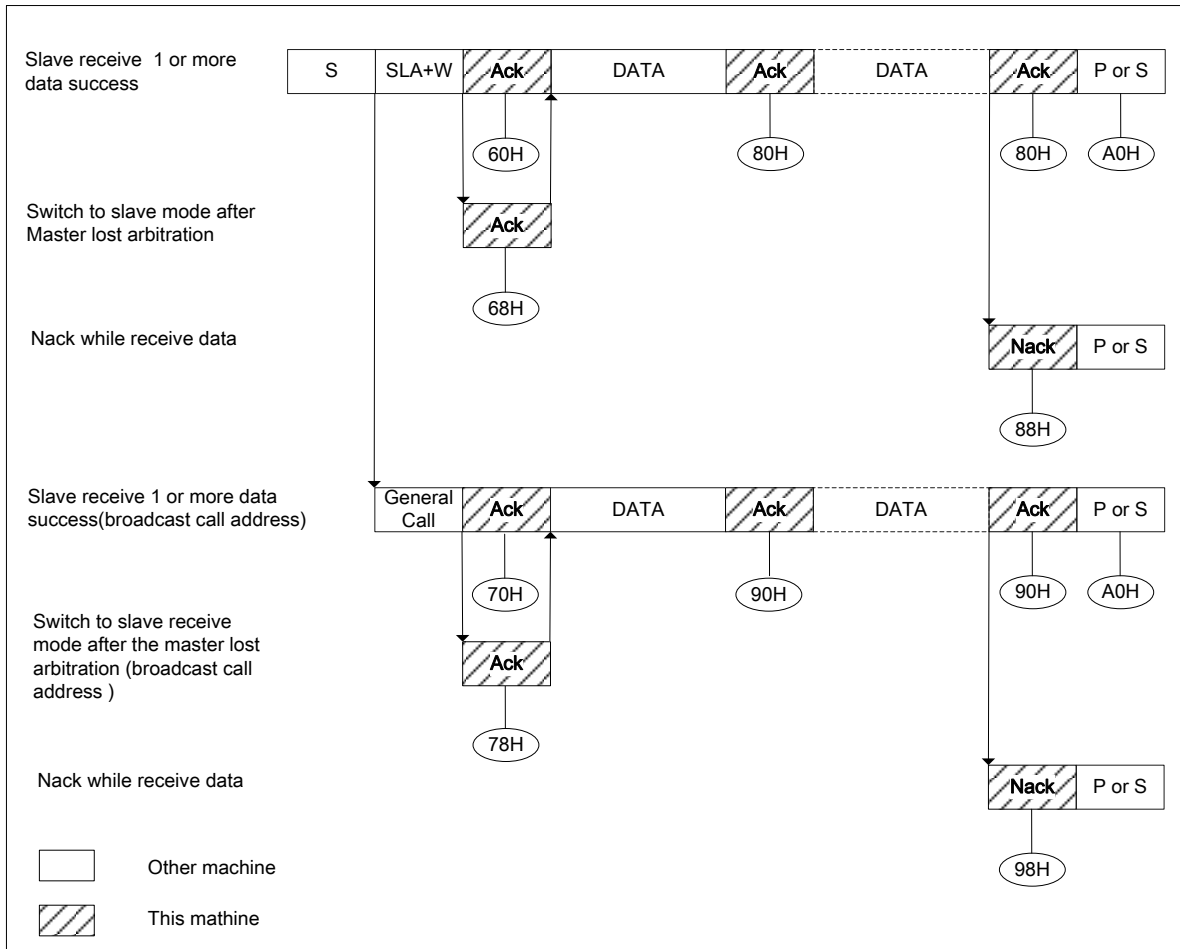 Slave receive 1 or more
data success
S SLA+W Ack DATA Ack DATA Ack P or S
60H 80H 80H A0H
Switch to slave mode after
Master lost arbitration
Ack
68H
Nack while receive data
Nack P or S
88H
Slave receive 1 or more data
success(broadcast call address)
General
Call
Ack DATA Ack DATA Ack P or S
70H 90H 90H A0H
Switch to slave receive
mode after the master lost
arbitration (broadcast call
address )
Ack
78H
Nack while receive data
Nack P or S
98H
Other machine
This mathine